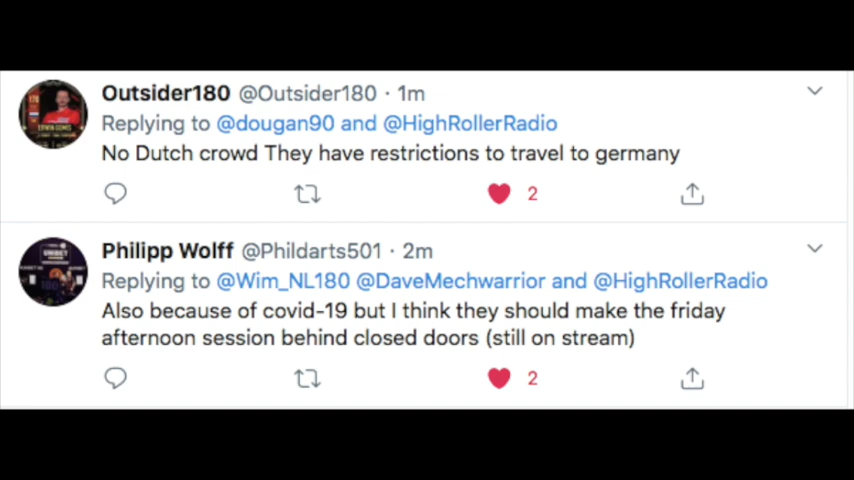 Outsider180 @Outsider180 · 1m
Replying to @dougan90 and @HighRollerRadio
No Dutch crowd They have restrictions to travel to germany
2
Philipp Wolff @Phildarts501 · 2m
Replying to @Wim_NL180 @DaveMechwarrior and @HighRollerRadio
Also because of covid-19 but I think they should make the friday
afternoon session behind closed doors (still on stream)
2